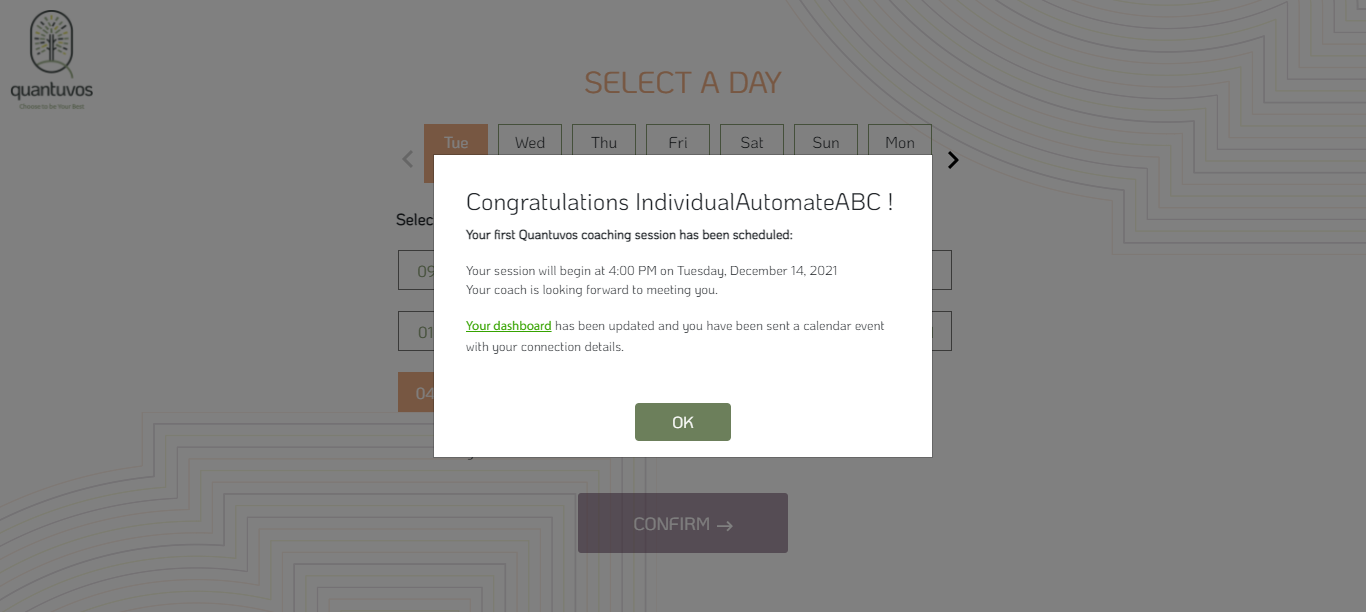 quantuvos
Choose to be Your Best
SELECT A DAY
Tue Wed Thu Fri Sat Sun Mon
Congratulations IndividualAutomateABC !
Your first Quantuvos coaching session has been scheduled:
Your session will begin at 4:00 PM on Tuesday, December 14, 2021
Your coach is looking forward to meeting you.
Your dashboard has been updated and you have been sent a calendar event
with your connection details.
OK
Selec
09
01
04
CONFIRM →